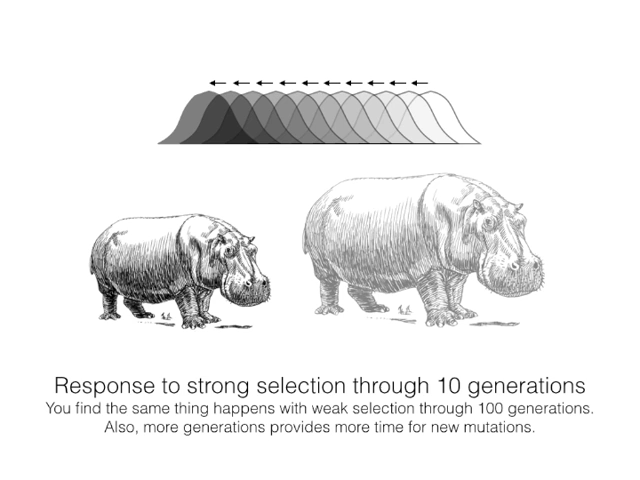 Response to strong selection through 10 generations
You find the same thing happens with weak selection through 100 generations.
Also, more generations provides more time for new mutations.